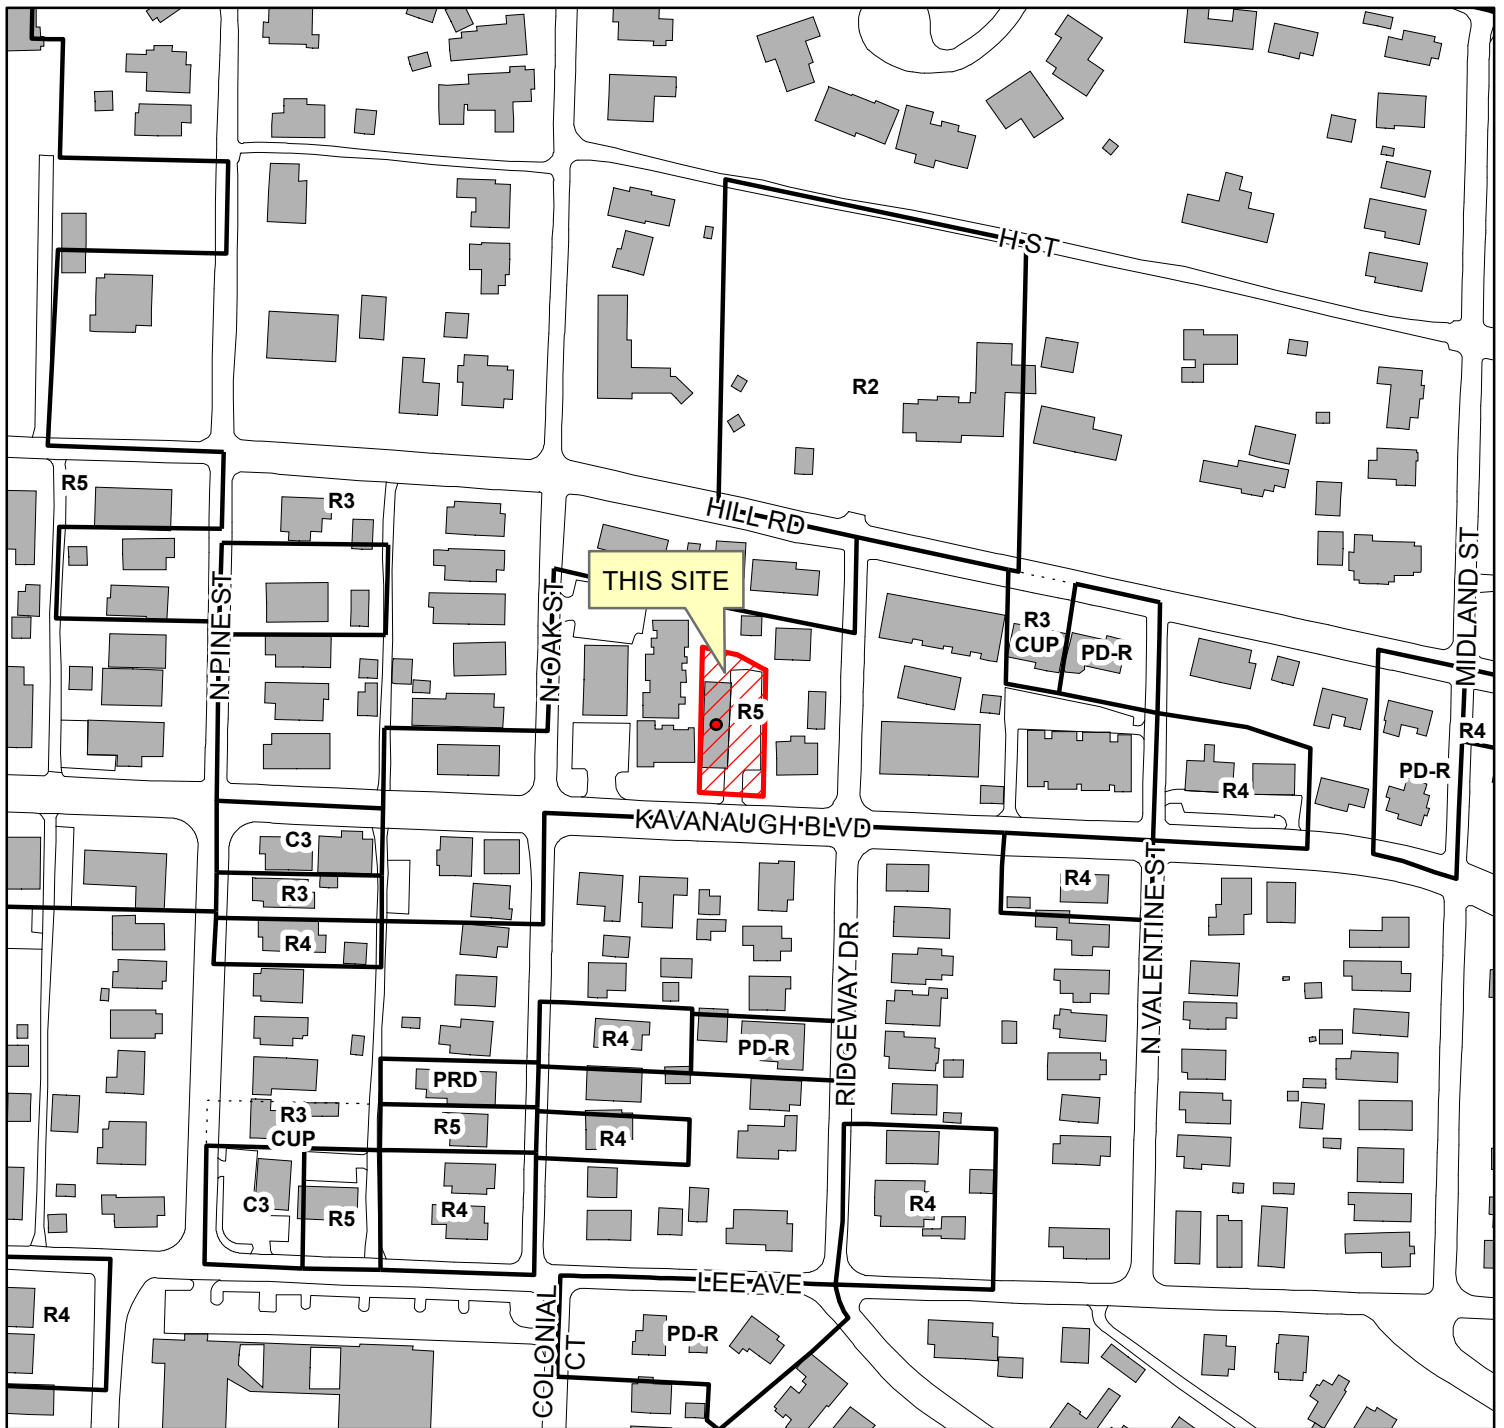 H ST
R2
R5
R3
HILL RD
THIS SITE
N PINE ST
N OAK ST
MIDLAND ST
R3
CUP
PD-R
R5
R4
PD-R
R4
KAVANAUGH BLVD
C3
R3
R4
R4
N VALENTINE ST
RIDGEWAY DR
R4
PD-R
PRD
R3
CUP
R5
R4
C3
R5
R4
R4
LEE AVE
R4
COLONIAL
CT
PD-R